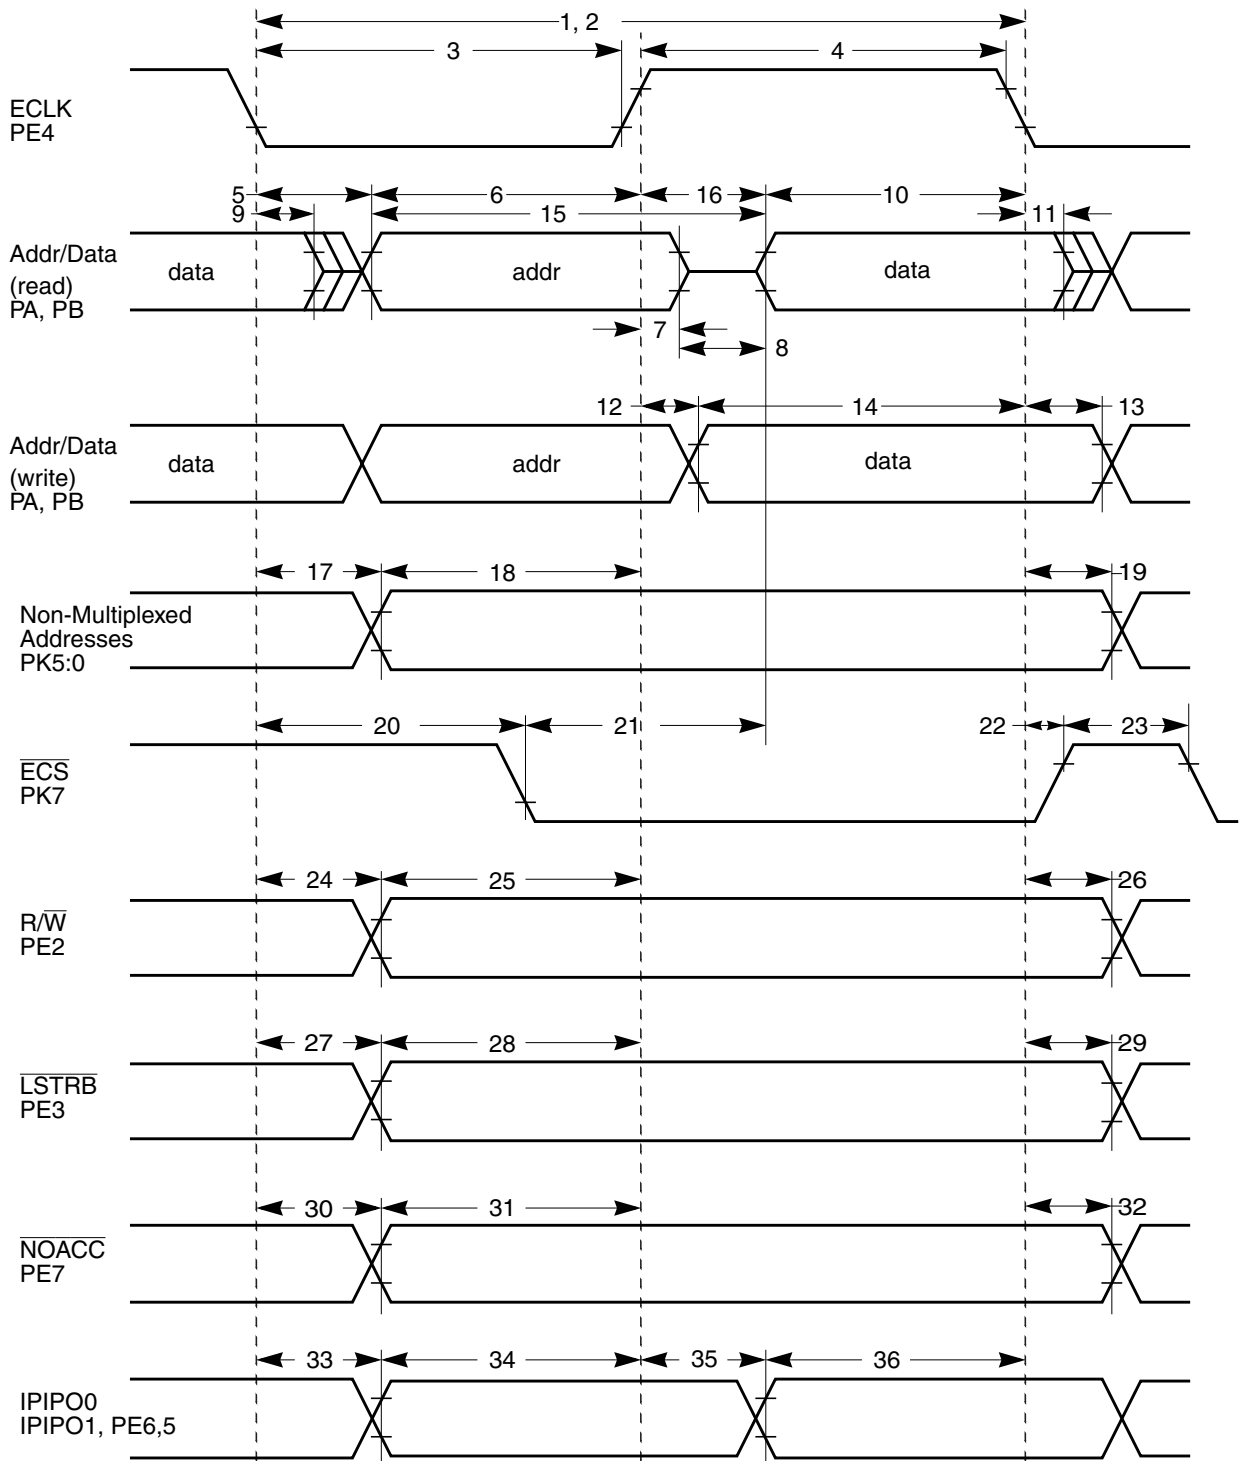 1, 2
3 4
ECLK
PE4
5 6 16 10
9 15 11
Addr/Data
(read)
PA, PB
data addr data
7
8
12 14 13
Addr/Data
(write)
PA, PB
data addr data
17 18 19
Non-Multiplexed
Addresses
PK5:0
20 21 22 23
ECS
PK7
24 25 26
R/W
PE2
27 28 29
LSTRB
PE3
30 31 32
NOACC
PE7
33 34 35 36
IPIPO0
IPIPO1, PE6,5